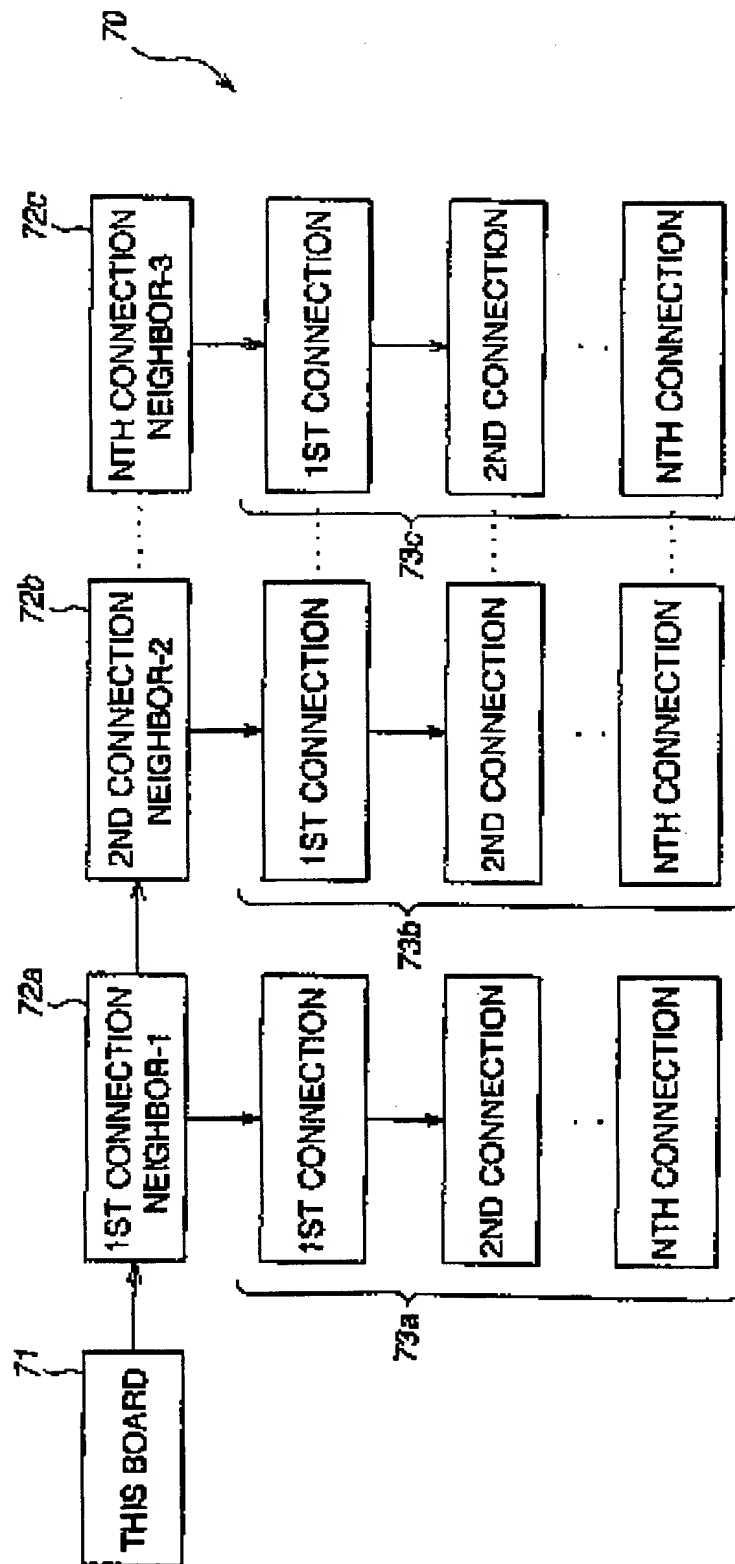 70
71
THIS BOARD
72a
1ST CONNECTION
NEIGHBOR-1
72b
2ND CONNECTION
NEIGHBOR-2
72c
NTH CONNECTION
NEIGHBOR-3
73a
1ST CONNECTION
2ND CONNECTION
NTH CONNECTION
73b
1ST CONNECTION
2ND CONNECTION
NTH CONNECTION
73c
1ST CONNECTION
2ND CONNECTION
NTH CONNECTION